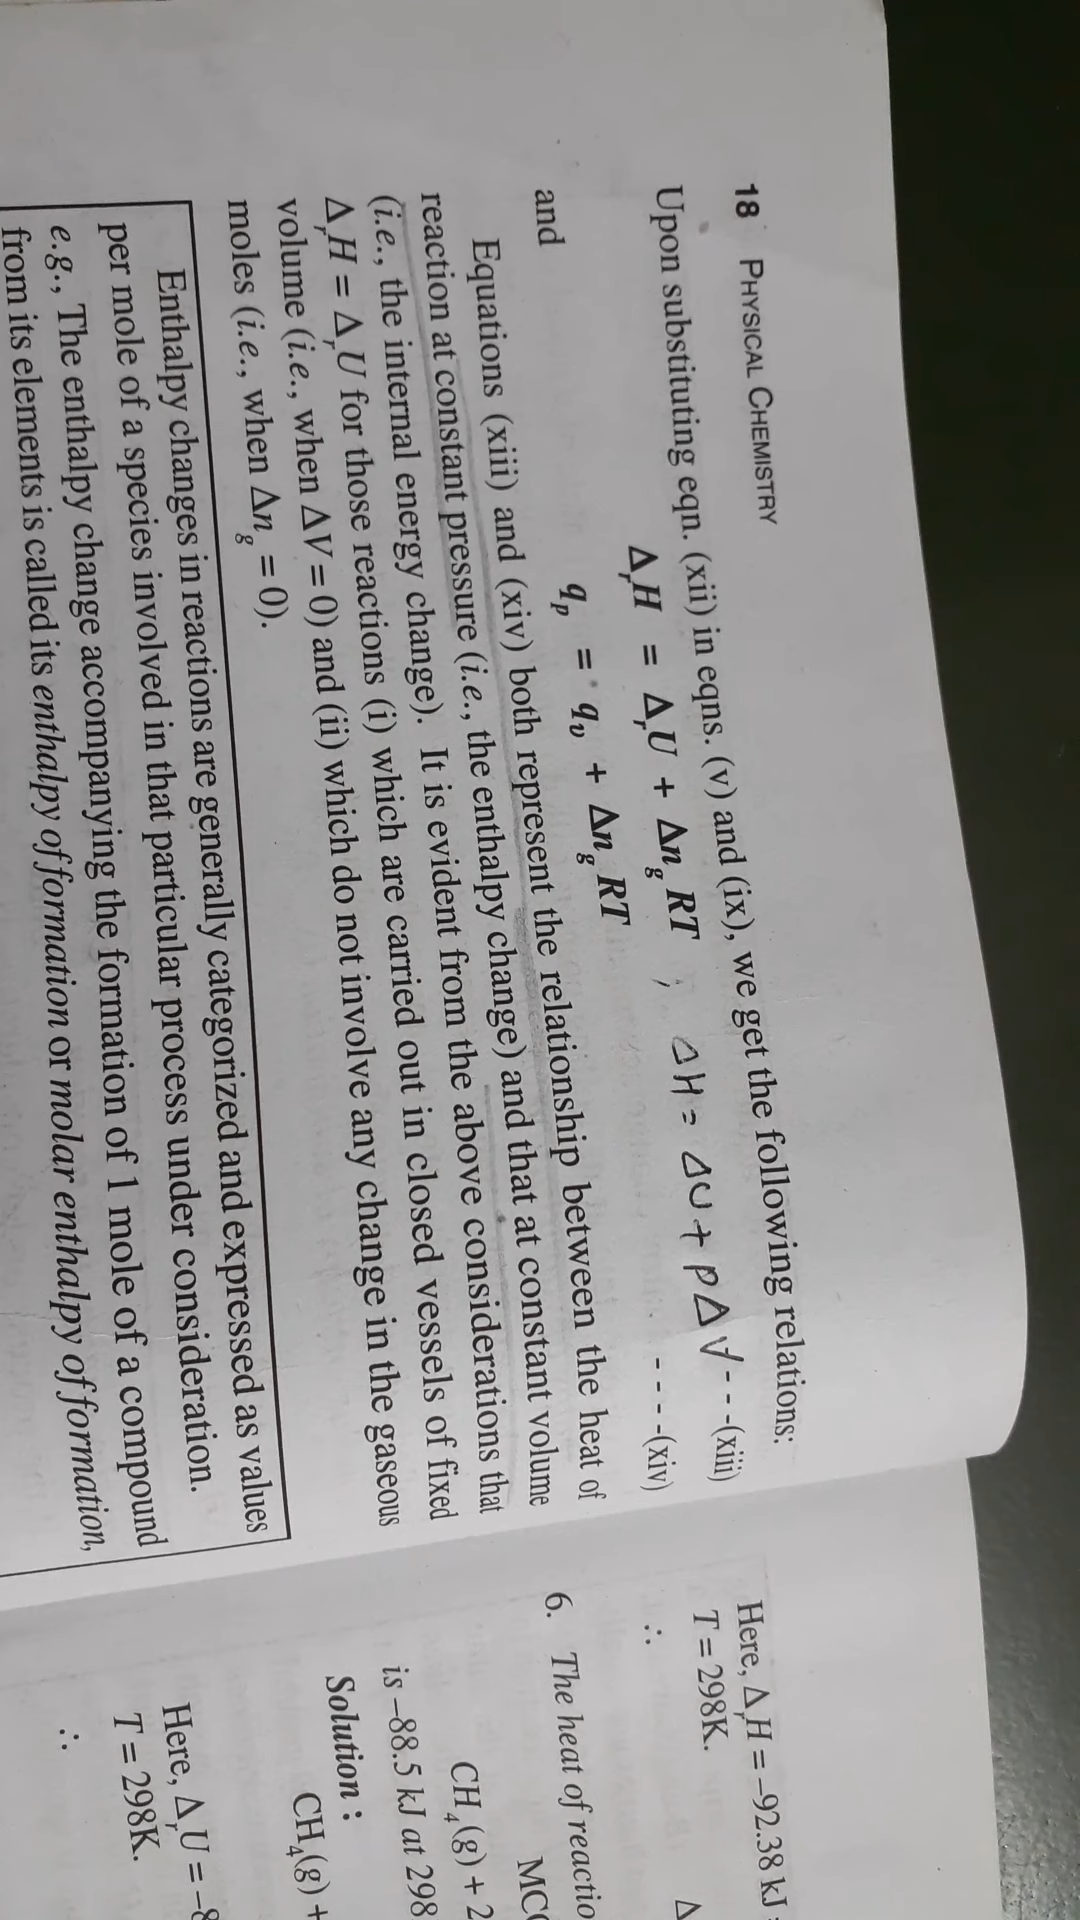 18 PHYSICAL CHEMISTRY
Upon substituting eqn. (xii) in eqns. (v) and (ix), we get the following relations:
ΔᵣH = ΔᵣU + Δn_g RT ; ΔH = ΔU + PΔV - - -(xiii)
and q_p = q_v + Δn_g RT - - - -(xiv)
Equations (xiii) and (xiv) both represent the relationship between the heat of
reaction at constant pressure (i.e., the enthalpy change) and that at constant volume
(i.e., the internal energy change). It is evident from the above considerations that
ΔᵣH = ΔᵣU for those reactions (i) which are carried out in closed vessels of fixed
volume (i.e., when ΔV = 0) and (ii) which do not involve any change in the gaseous
moles (i.e., when Δn_g = 0).
Enthalpy changes in reactions are generally categorized and expressed as values
per mole of a species involved in that particular process under consideration.
e.g., The enthalpy change accompanying the formation of 1 mole of a compound
from its elements is called its enthalpy of formation or molar enthalpy of formation,
Here, ΔᵣH = –92.38 kJ
T = 298K.
∴ Δ
6. The heat of reactio
CH₄(g) + 2
is –88.5 kJ at 298
Solution :
CH₄(g) +
Here, ΔᵣU = –8
T = 298K.
∴